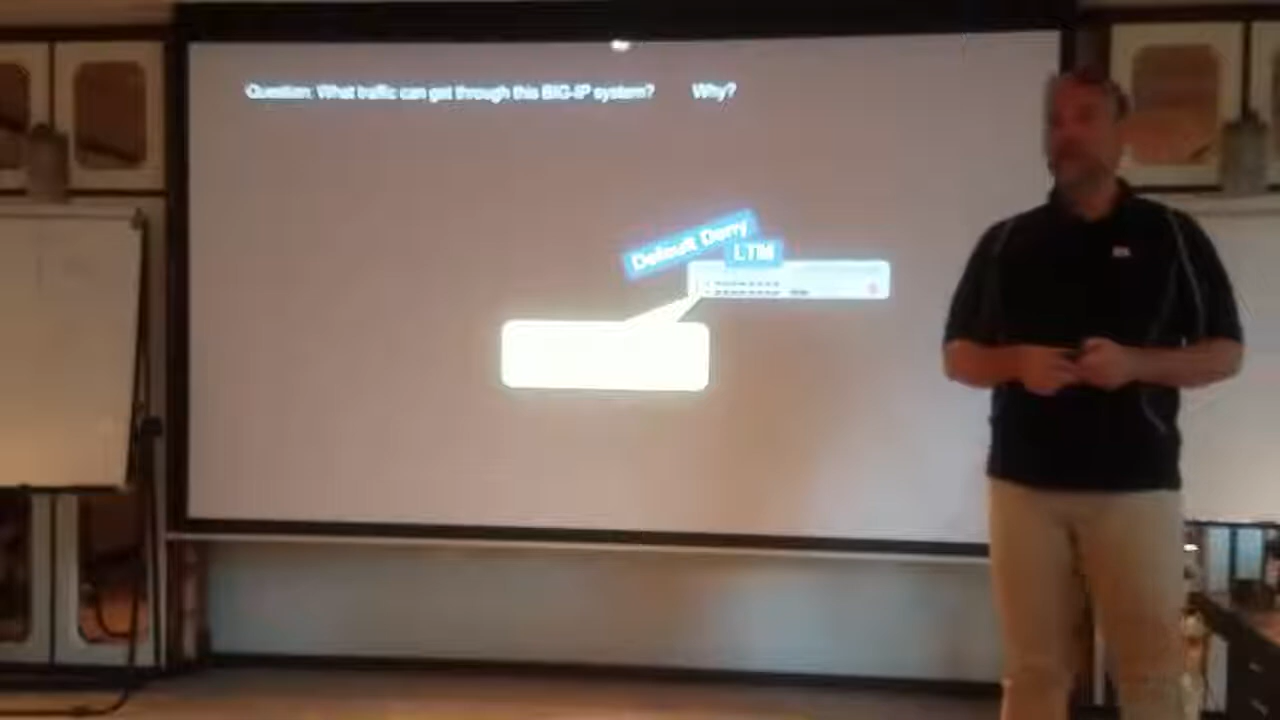 Question: What traffic can get through this BIG-IP system? Why?
Default Deny
LTM